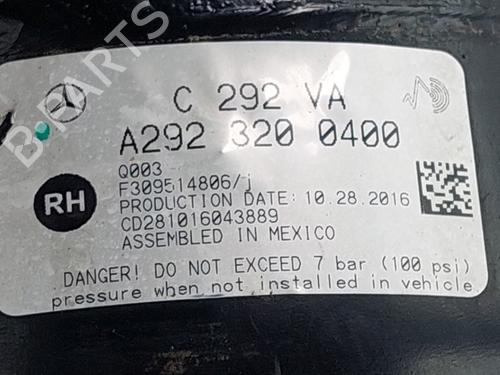 B-PARTS
C 292 VA
A292 320 0400
Q003
F309514806/j
RH
PRODUCTION DATE: 10.28.2016
CD281016043889
ASSEMBLED IN MEXICO
DANGER! DO NOT EXCEED 7 bar (100 psi)
pressure when not installed in vehicle.